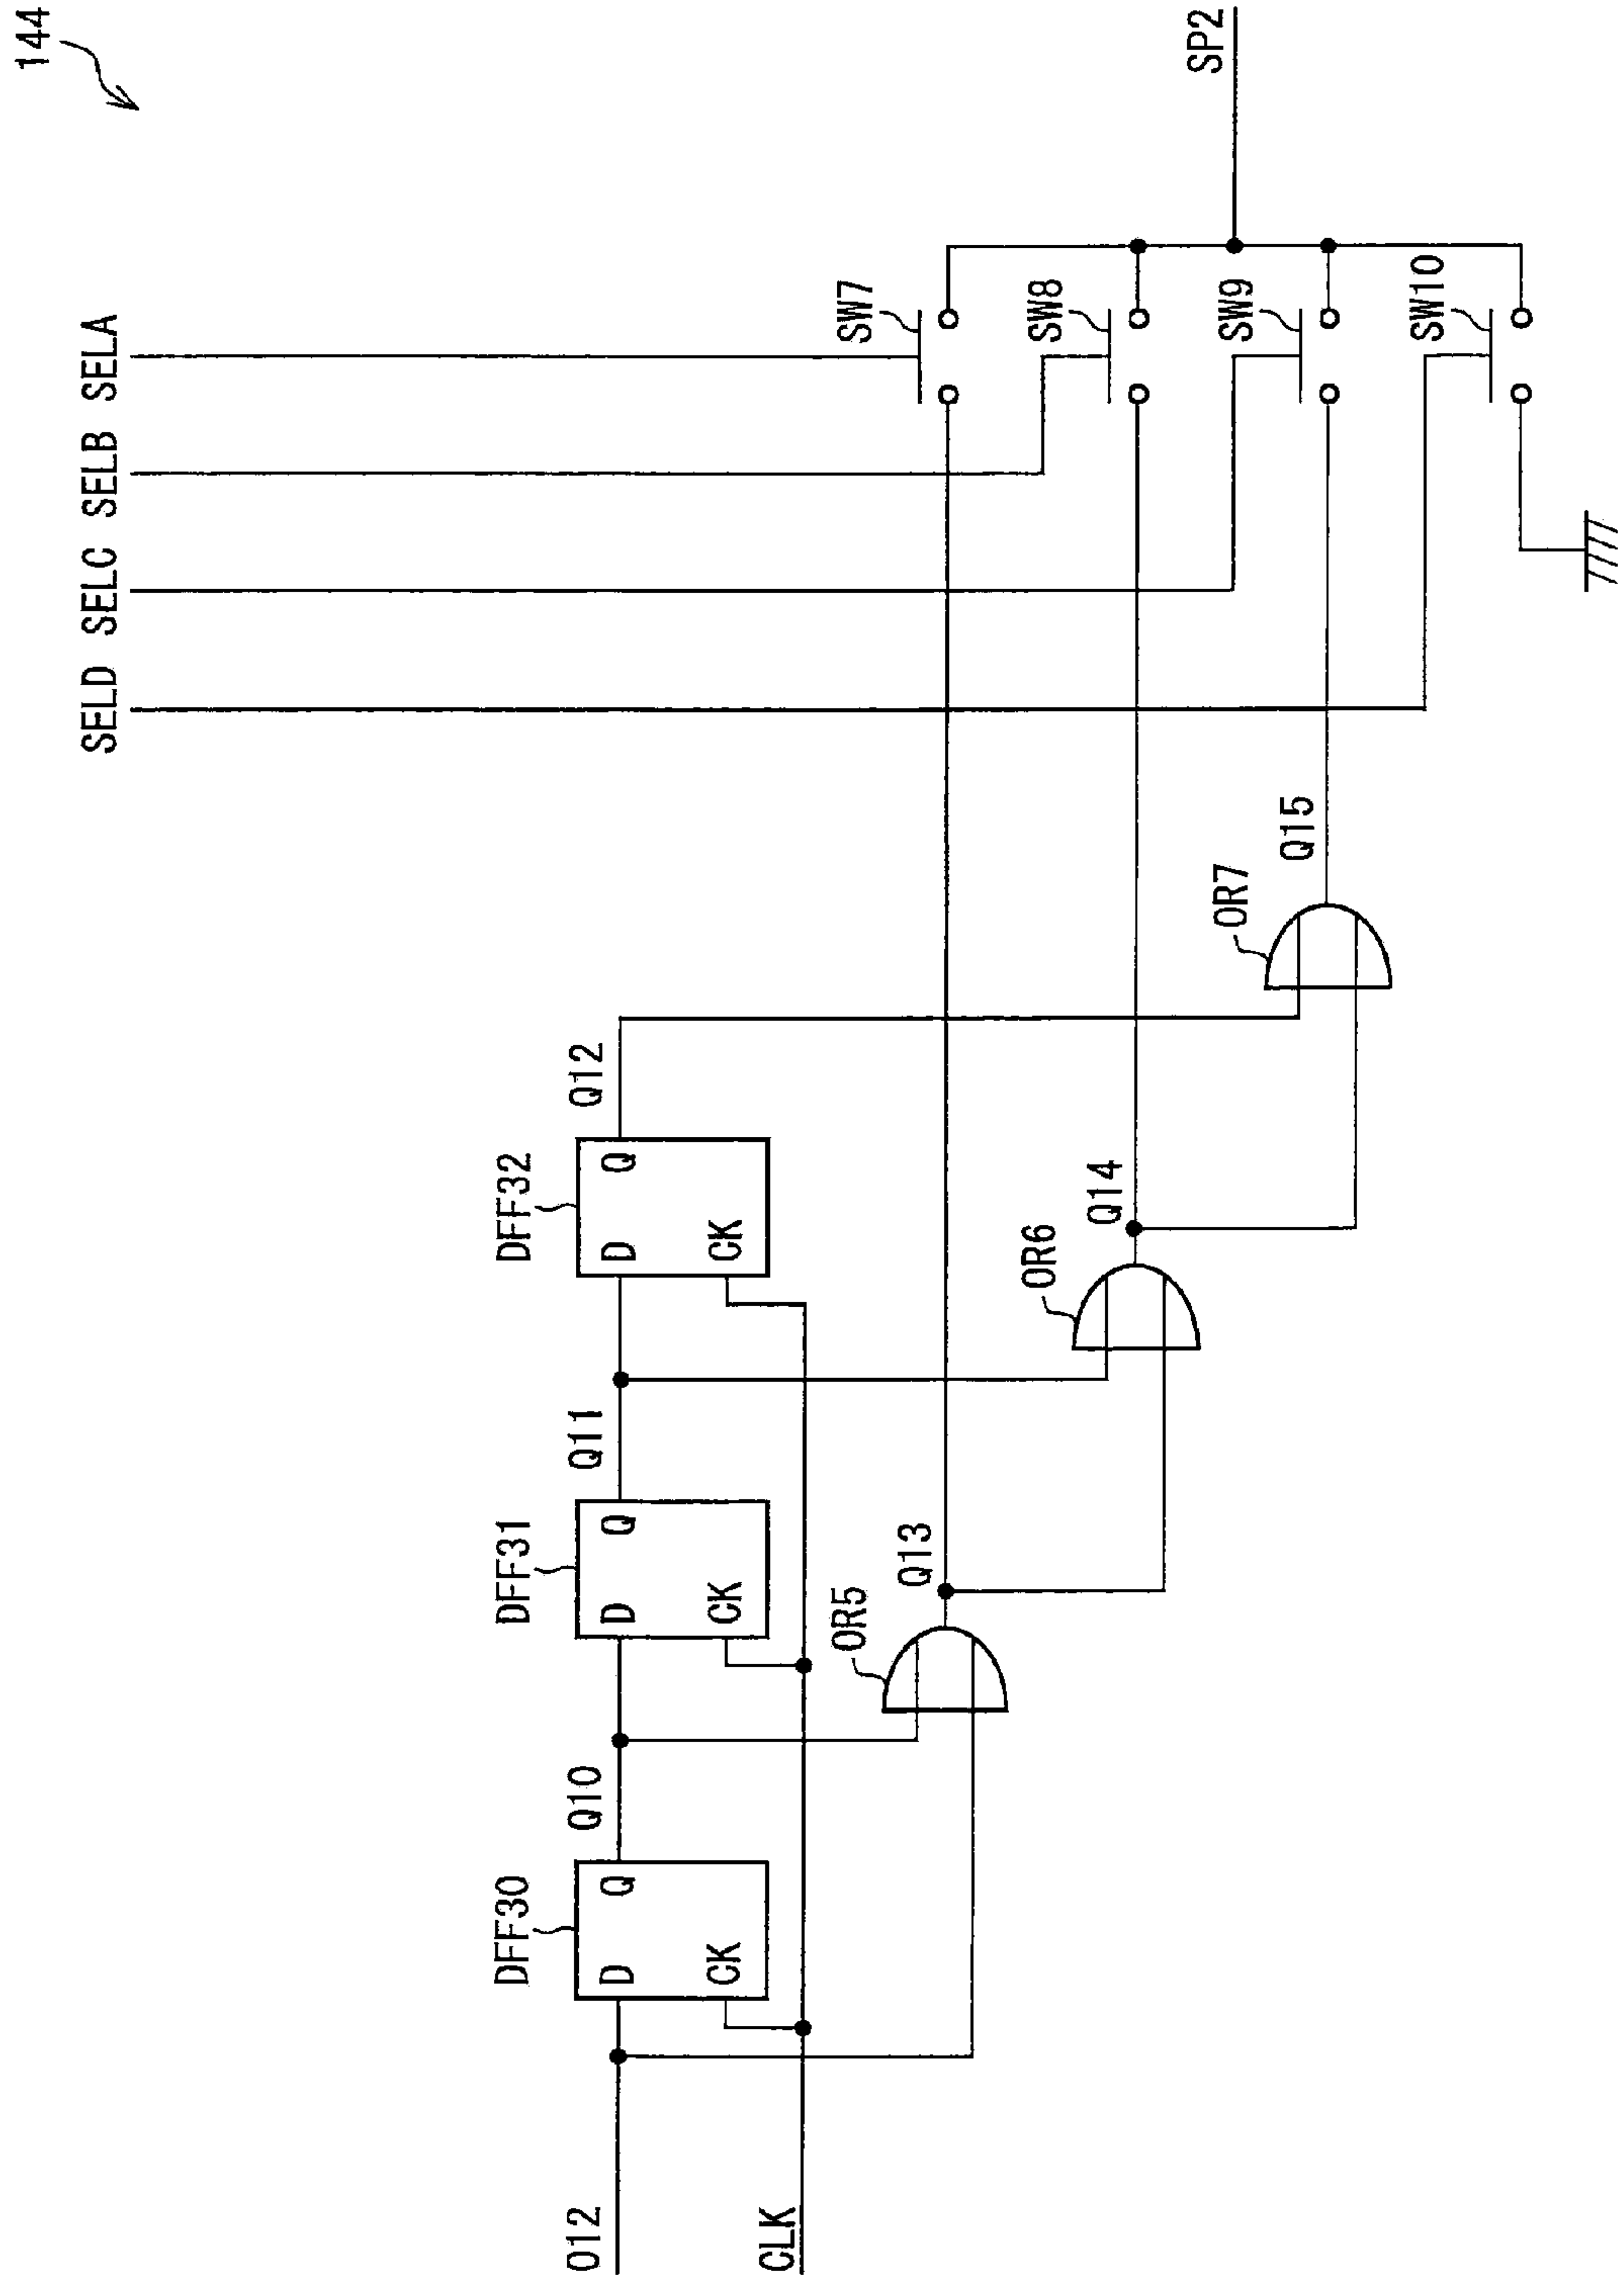 144
SELD SELC SELB SELA
SP2
SW7
SW8
SW9
SW10
DFF30
D Q
CK
Q10
DFF31
D Q
CK
Q11
DFF32
D Q
CK
Q12
O12
CLK
OR5
Q13
OR6
Q14
OR7
Q15